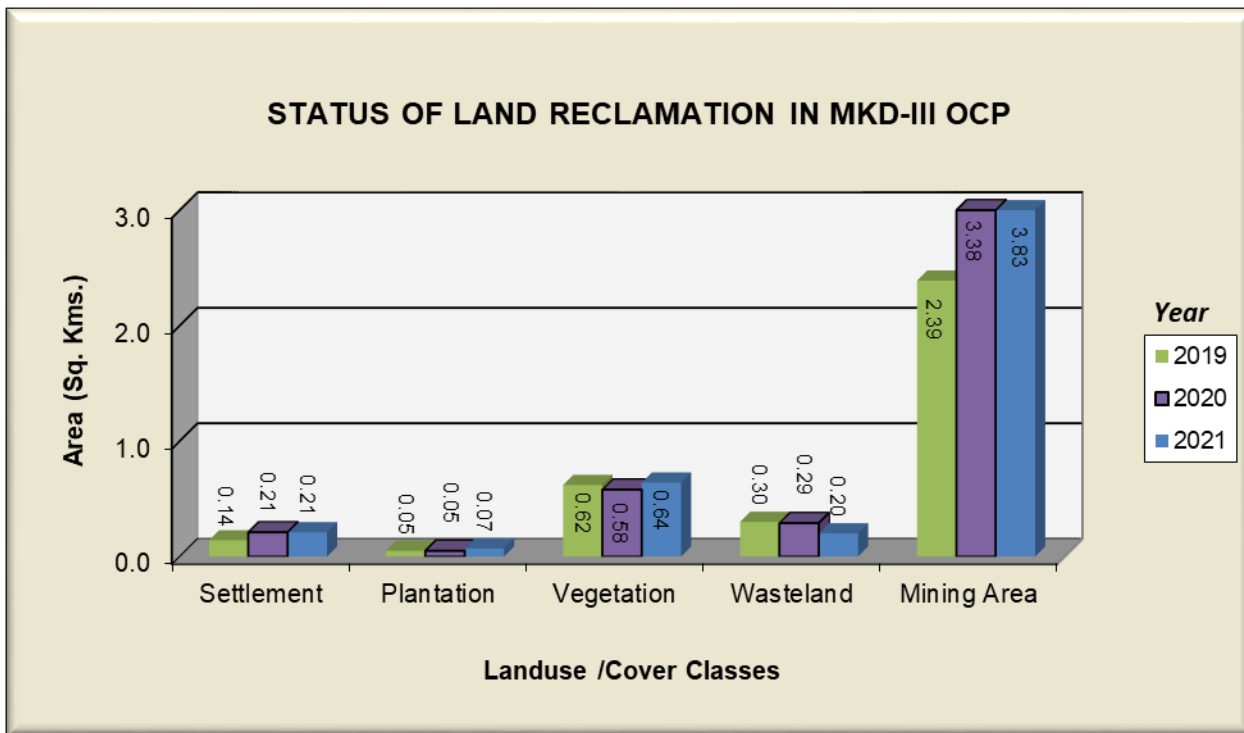 STATUS OF LAND RECLAMATION IN MKD-III OCP
Area (Sq. Kms.)
3.0
2.0
1.0
0.0
0.14
0.21
0.21
0.05
0.05
0.07
0.62
0.58
0.64
0.30
0.29
0.20
2.39
3.38
3.83
Settlement
Plantation
Vegetation
Wasteland
Mining Area
Landuse /Cover Classes
Year
2019
2020
2021